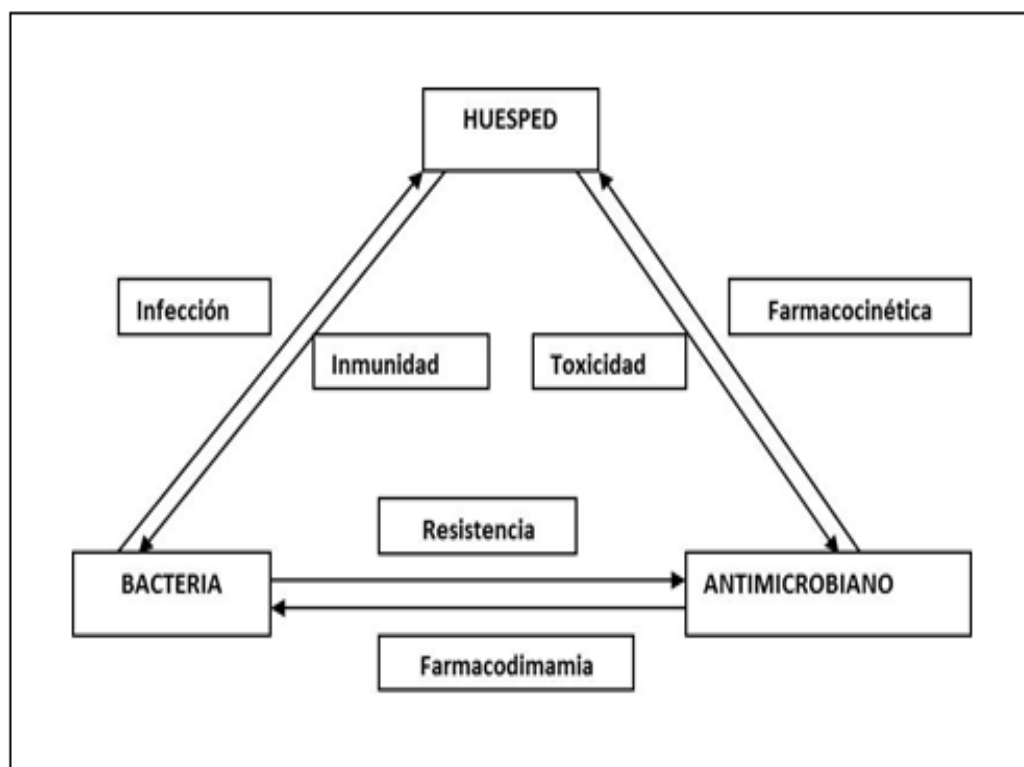 HUESPED
Infección
Farmacocinética
Inmunidad
Toxicidad
Resistencia
BACTERIA
ANTIMICROBIANO
Farmacodimamia